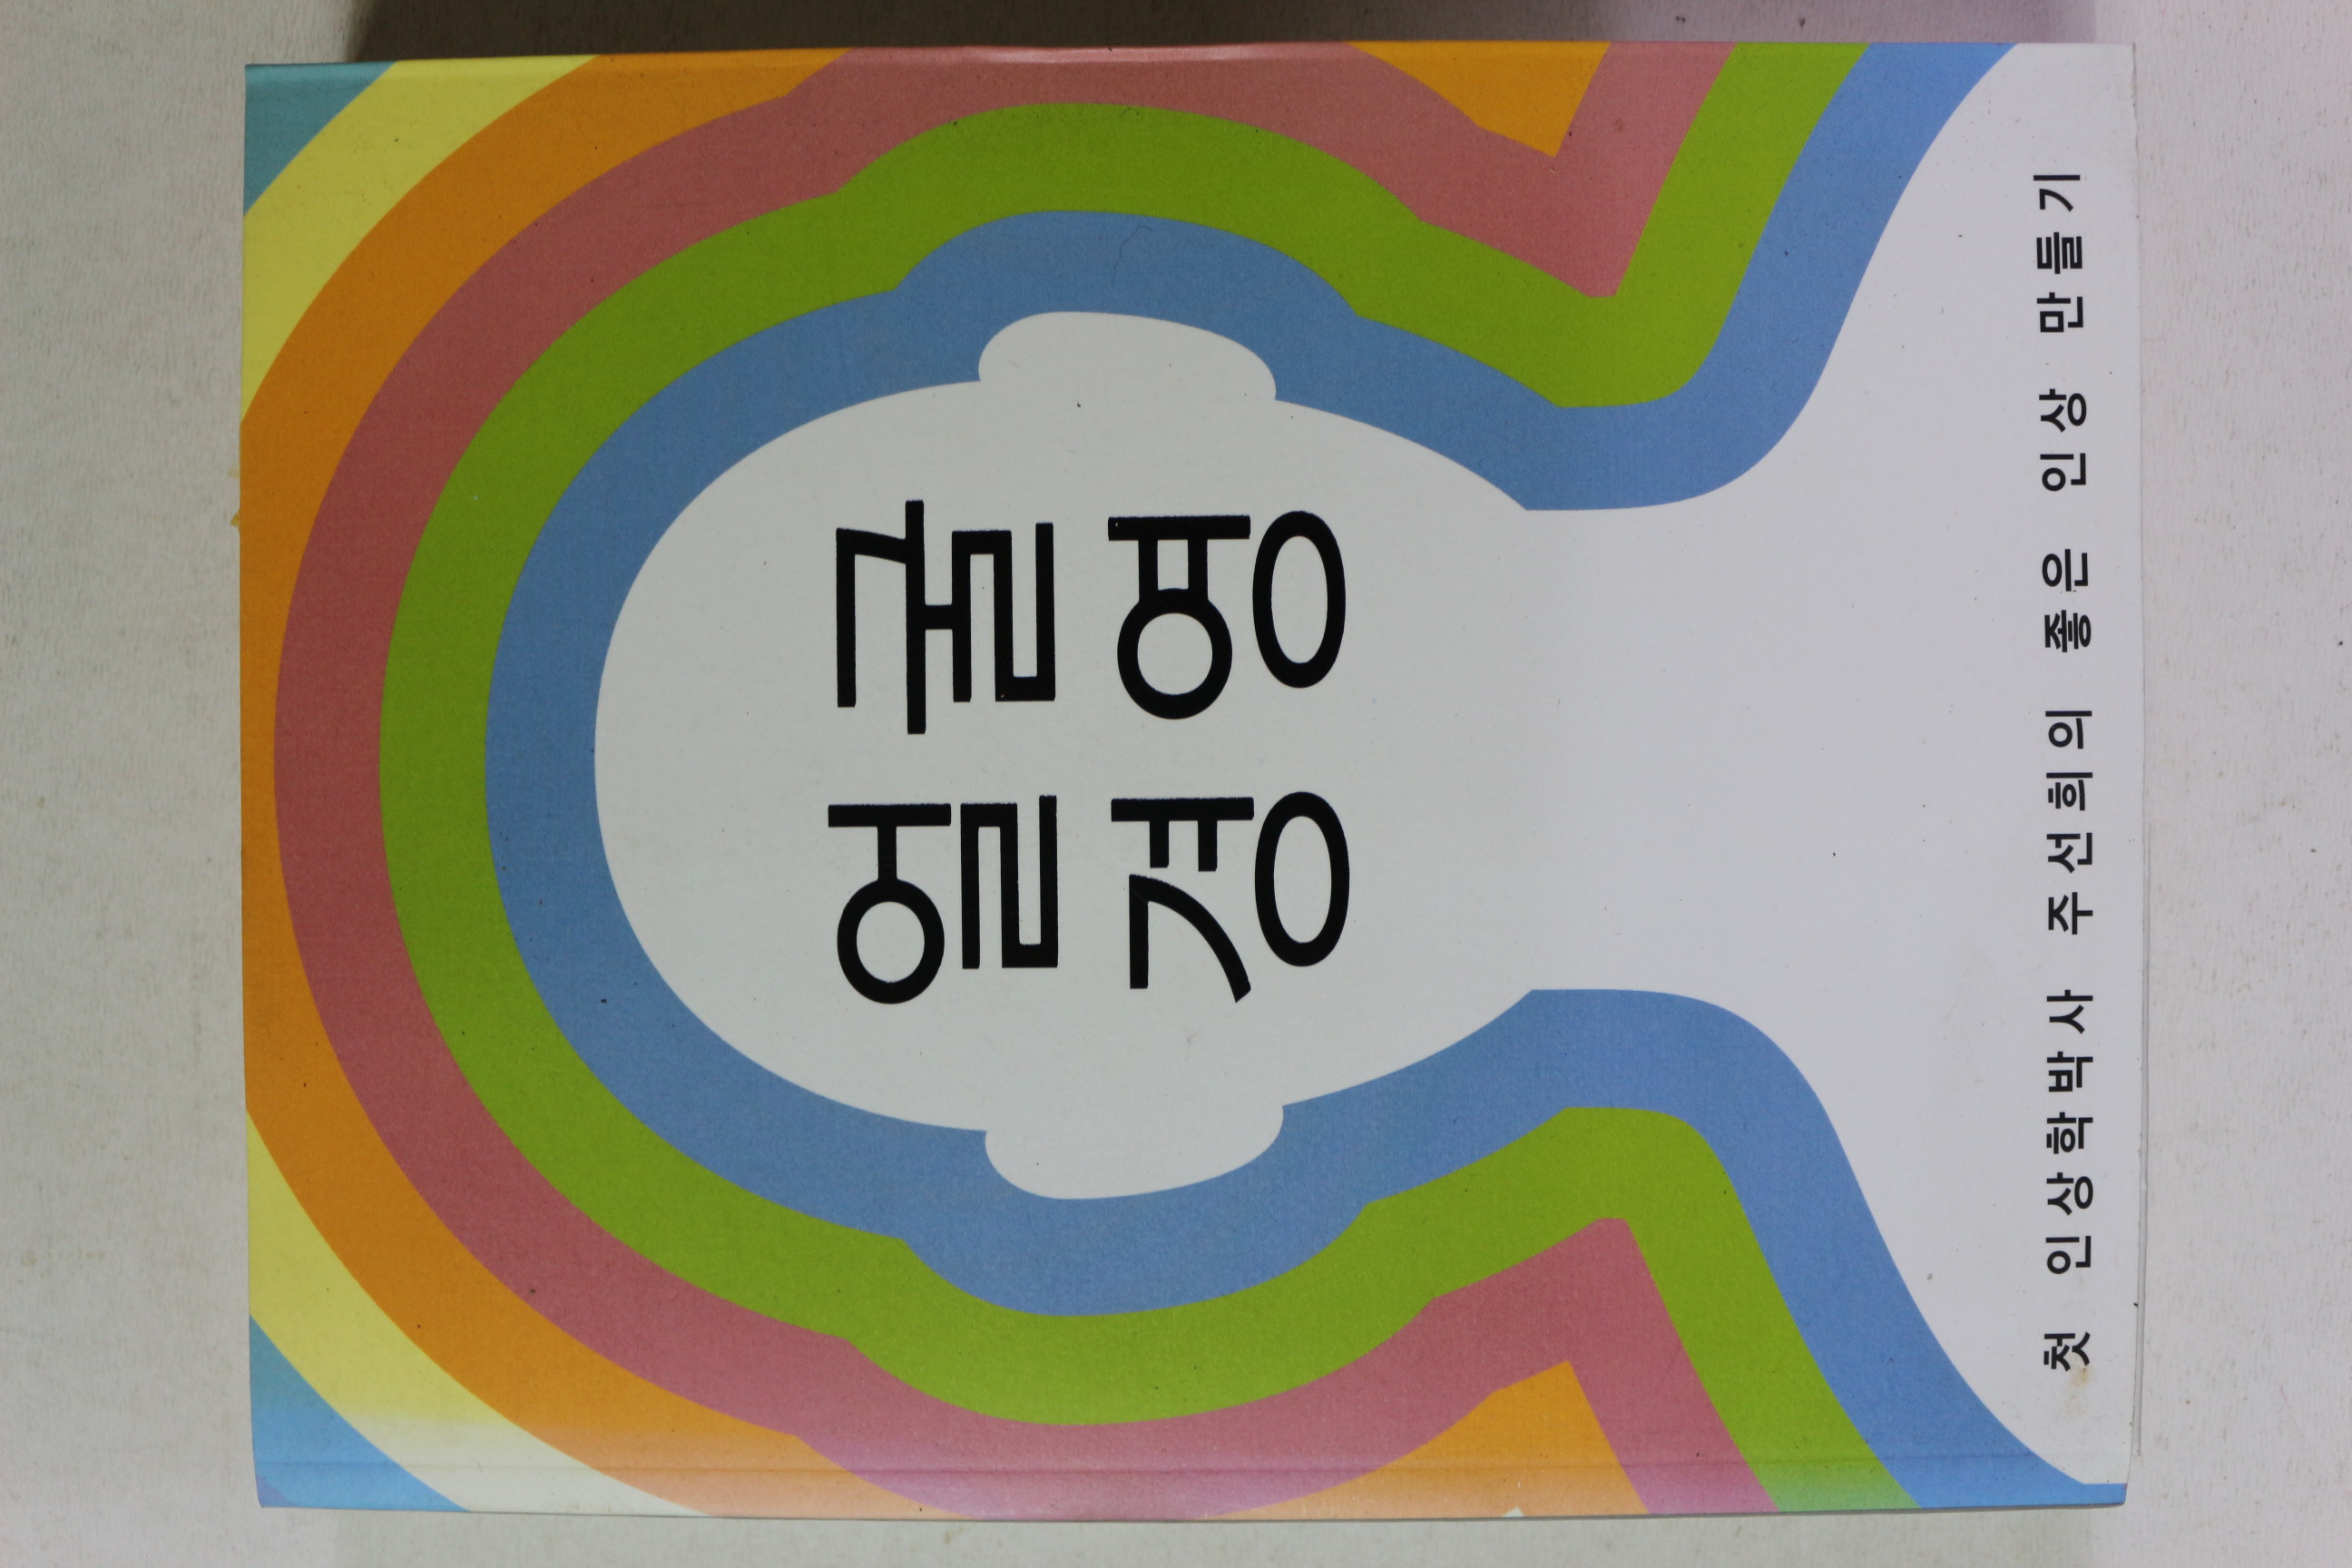 얼굴
경영
첫 인상학박사 주선희의 좋은 인상 만들기